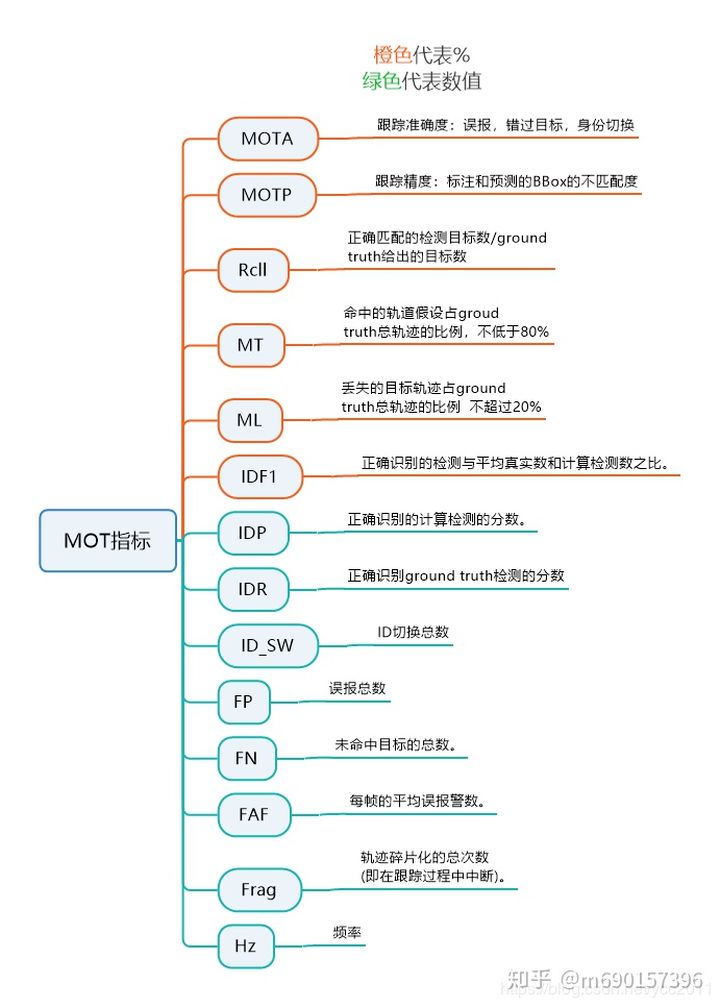 橙色代表%
绿色代表数值
MOTA
跟踪准确度：误报，错过目标，身份切换
MOTP
跟踪精度：标注和预测的BBox的不匹配度
Rcll
正确匹配的检测目标数/ground
truth给出的目标数
MT
命中的轨道假设占groud
truth总轨迹的比例，不低于80%
ML
丢失的目标轨迹占ground
truth总轨迹的比例 不超过20%
IDF1
正确识别的检测与平均真实数和计算检测数之比。
MOT指标
IDP
正确识别的计算检测的分数。
IDR
正确识别ground truth检测的分数
ID_SW
ID切换总数
FP
误报总数
FN
未命中目标的总数。
FAF
每帧的平均误报警数。
Frag
轨迹碎片化的总次数
(即在跟踪过程中中断)。
Hz
频率
知乎 @m690157396